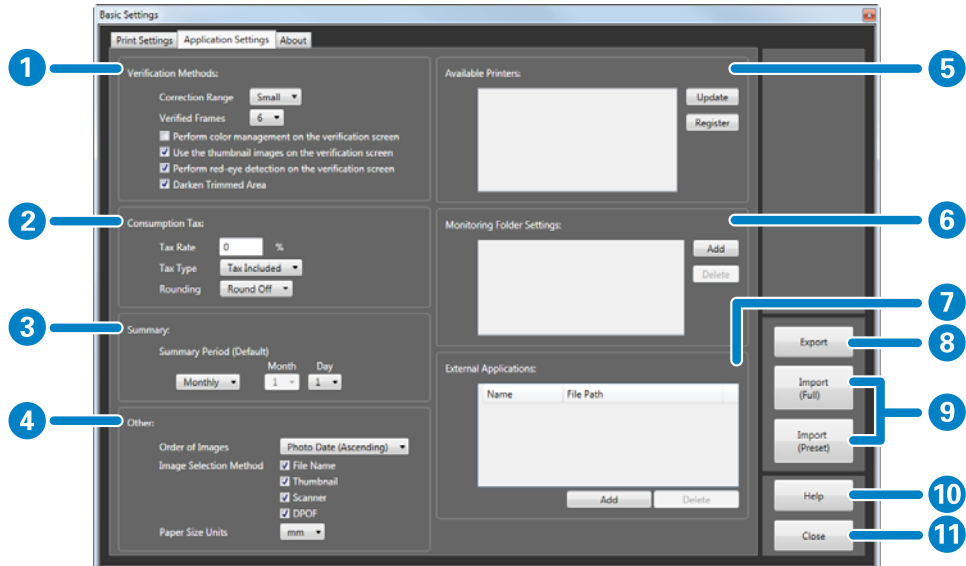 Basic Settings
Print Settings Application Settings About
1
Verification Methods:
Correction Range Small
Verified Frames 6
Perform color management on the verification screen
Use the thumbnail images on the verification screen
Perform red-eye detection on the verification screen
Darken Trimmed Area
2
Consumption Tax:
Tax Rate 0 %
Tax Type Tax Included
Rounding Round Off
3
Summary:
Summary Period (Default)
Month Day
Monthly 1 1
4
Other:
Order of Images Photo Date (Ascending)
Image Selection Method File Name
Thumbnail
Scanner
DPOF
Paper Size Units mm
5
Available Printers:
Update
Register
6
Monitoring Folder Settings:
Add
Delete
7
External Applications:
Name File Path
Add Delete
Export
8
Import
(Full)
9
Import
(Preset)
Help
10
Close
11